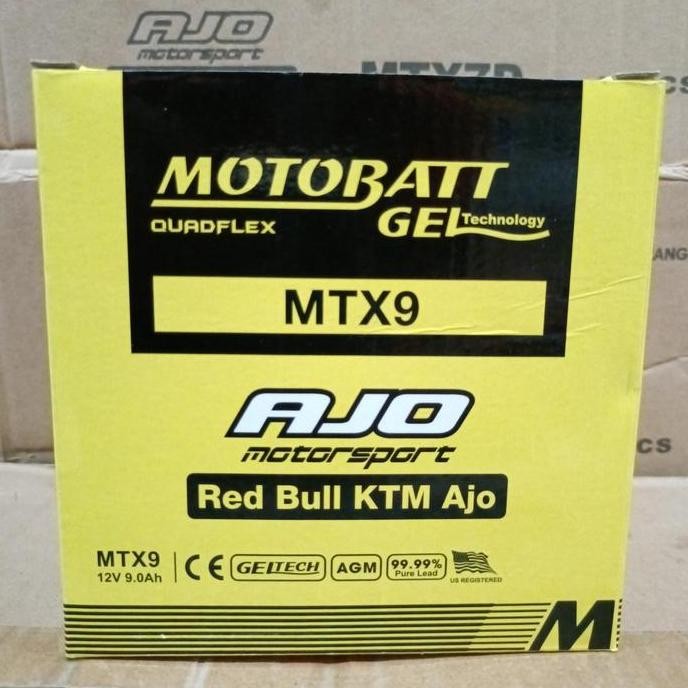 AJO
motorsport
MTX7D
MOTOBATT
QUADFLEX
GEL Technology
MTX9
AJO
motorsport
Red Bull KTM Ajo
MTX9
12V 9.0Ah
CE
GELTECH
AGM
99.99%
Pure Lead
US REGISTERED
M